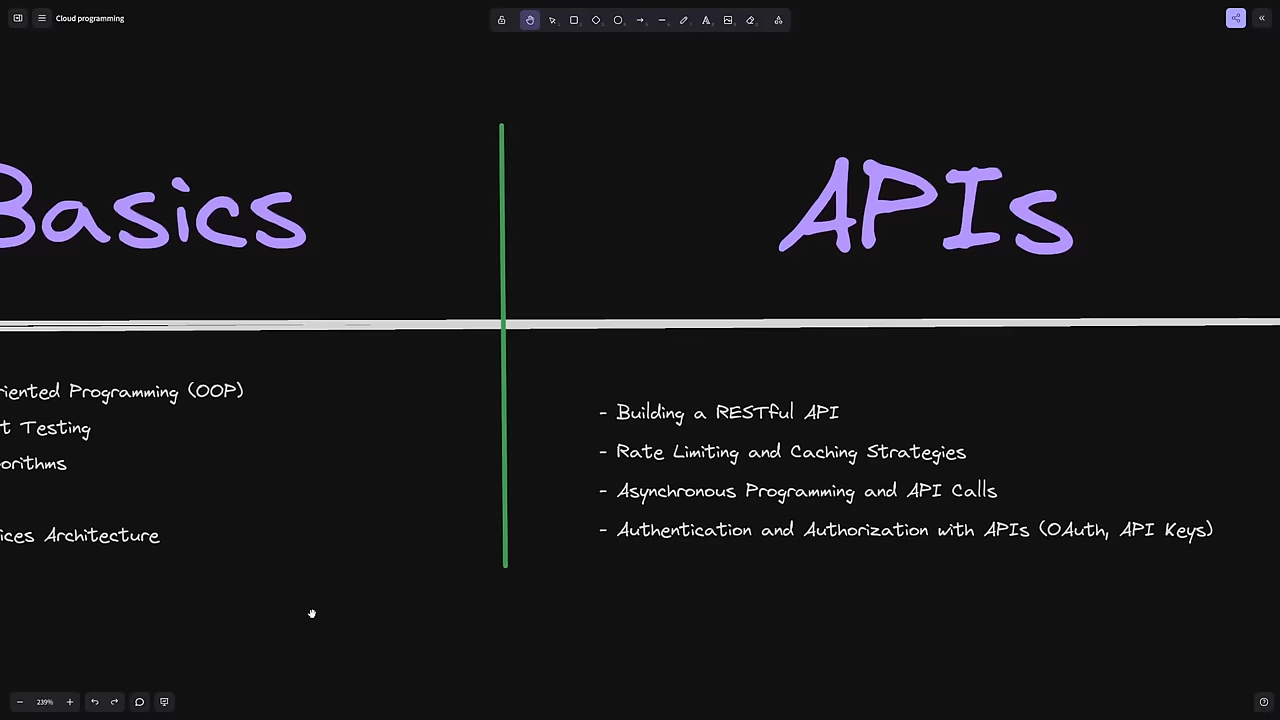 Cloud programming
Basics
APIs
riented Programming (OOP)
t Testing
orithms
ices Architecture
- Building a RESTful API
- Rate Limiting and Caching Strategies
- Asynchronous Programming and API Calls
- Authentication and Authorization with APIs (OAuth, API Keys)
239%